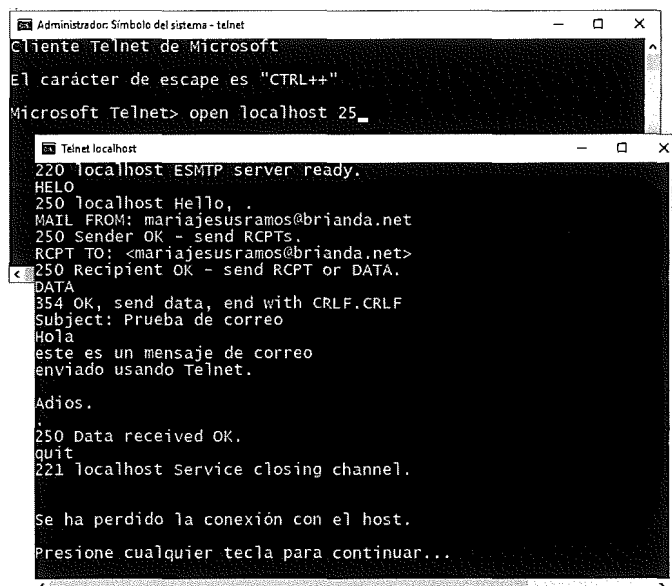 Administrador: Símbolo del sistema - telnet
Cliente Telnet de Microsoft
El carácter de escape es "CTRL++"
Microsoft Telnet> open localhost 25_
Telnet localhost
220 localhost ESMTP server ready.
HELO
250 localhost Hello, .
MAIL FROM: mariajesusramos@brianda.net
250 Sender OK - send RCPTs.
RCPT TO: <mariajesusramos@brianda.net>
250 Recipient OK - send RCPT or DATA.
DATA
354 OK, send data, end with CRLF.CRLF
Subject: Prueba de correo
Hola
este es un mensaje de correo
enviado usando Telnet.
Adios.
.
250 Data received OK.
quit
221 localhost Service closing channel.
Se ha perdido la conexión con el host.
Presione cualquier tecla para continuar...